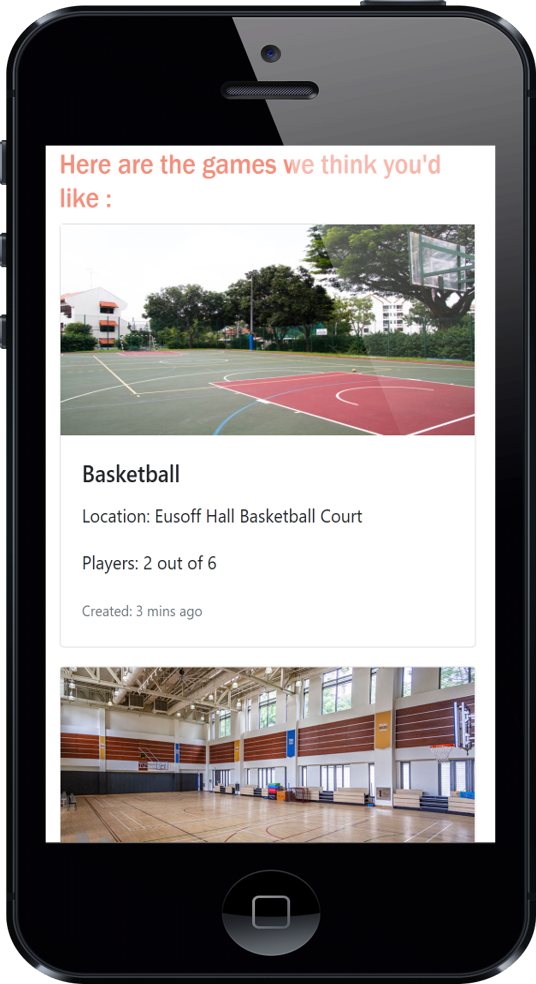 Here are the games we think you'd
like :
Basketball
Location: Eusoff Hall Basketball Court
Players: 2 out of 6
Created: 3 mins ago